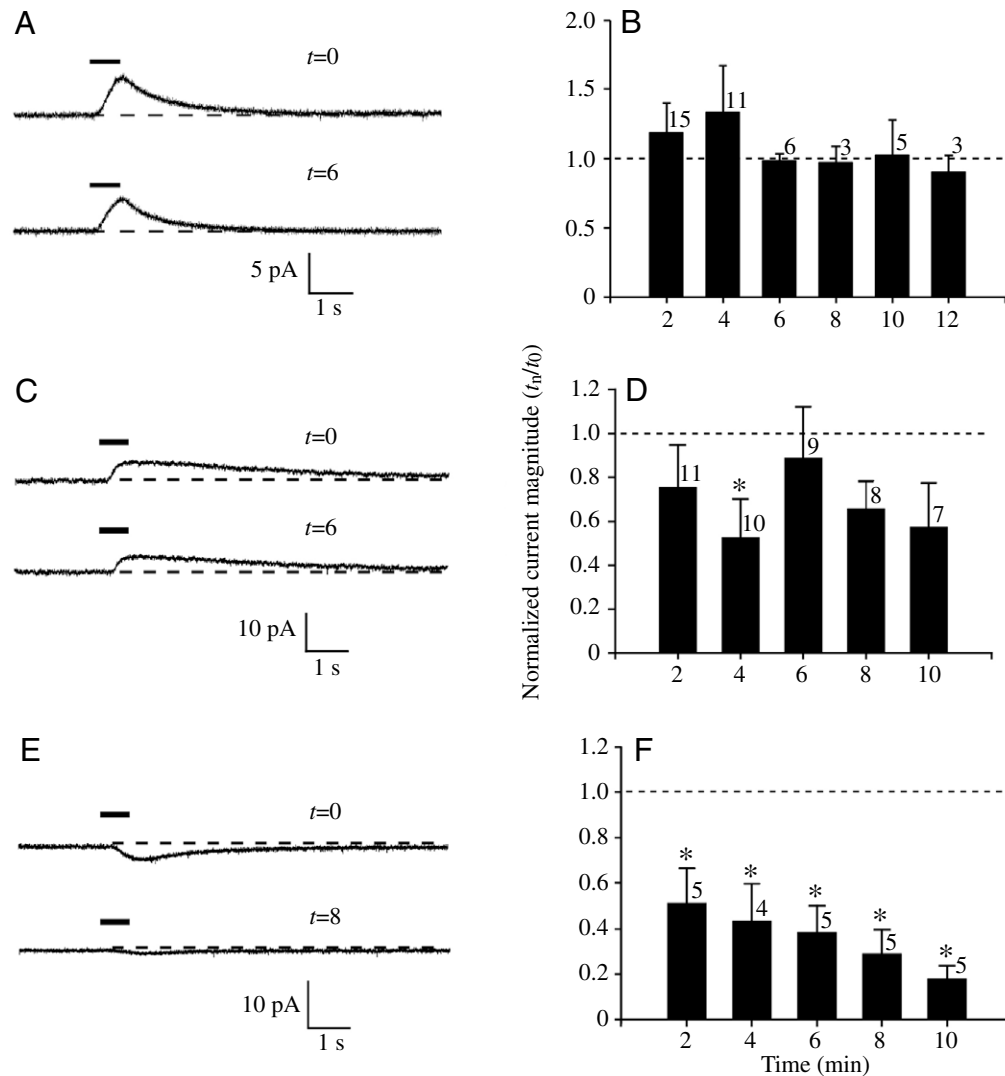 A
t=0
t=6
5 pA
1 s
B
2.0
1.5
1.0
0.5
0
15
11
6
3
5
3
2 4 6 8 10 12
C
t=0
t=6
10 pA
1 s
Normalized current magnitude (tn/t0)
D
1.2
1.0
0.8
0.6
0.4
0.2
0
11
*
10
9
8
7
2 4 6 8 10
E
t=0
t=8
10 pA
1 s
F
1.2
1.0
0.8
0.6
0.4
0.2
0
* * * * *
5
4
5
5
5
2 4 6 8 10
Time (min)